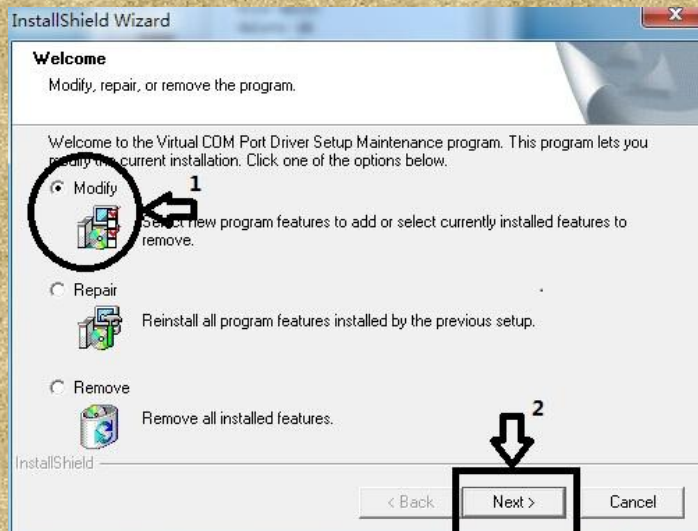 InstallShield Wizard
Welcome
Modify, repair, or remove the program.
Welcome to the Virtual COM Port Driver Setup Maintenance program. This program lets you
modify the current installation. Click one of the options below.
Modify
1
Select new program features to add or select currently installed features to
remove.
Repair
Reinstall all program features installed by the previous setup.
Remove
Remove all installed features.
2
InstallShield
< Back
Next >
Cancel